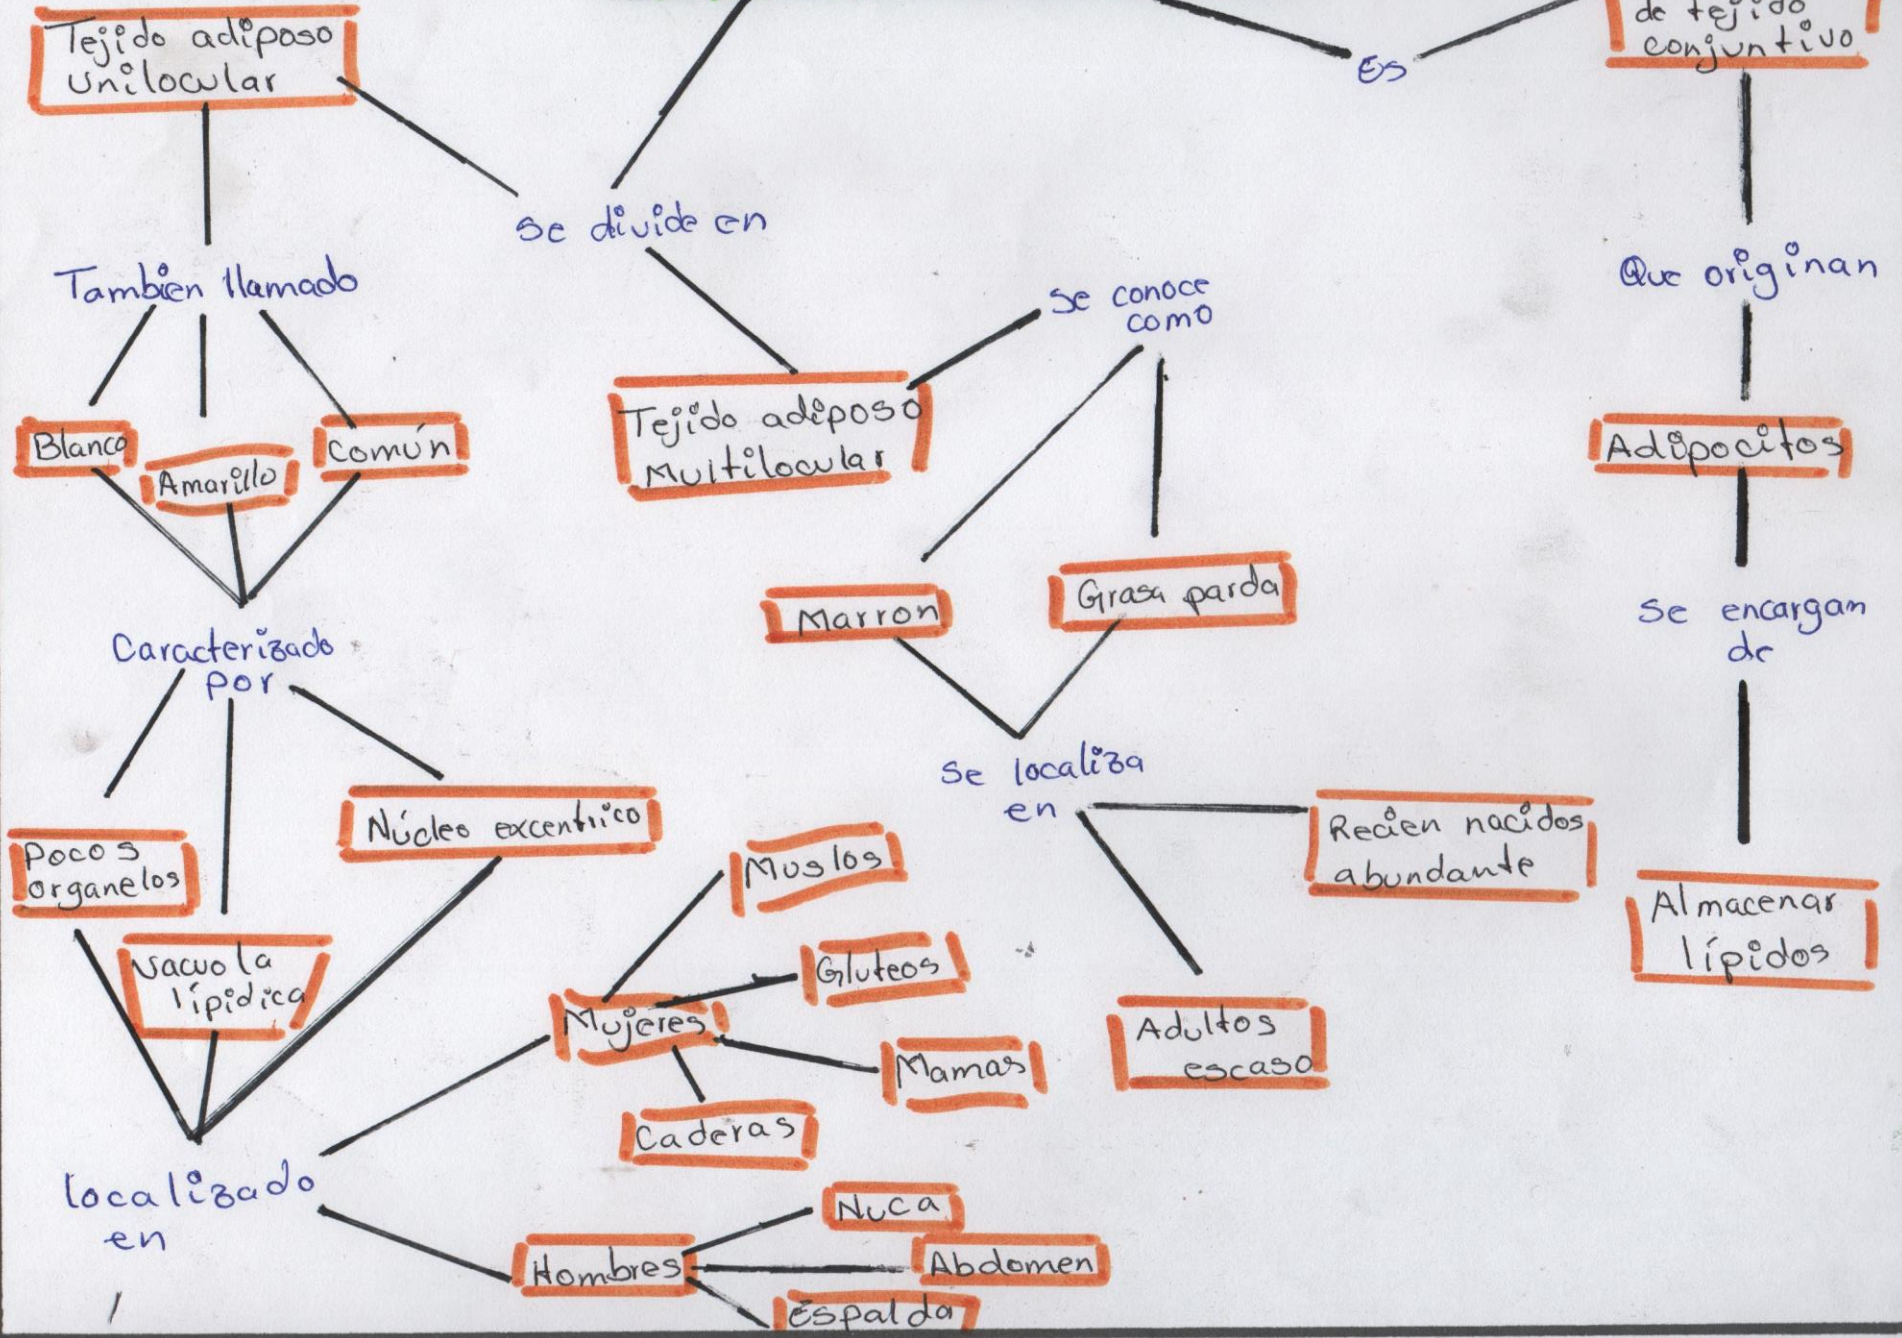 Tejido adiposo
Unilocular
de tejido
conjuntivo
Es
Se divide en
Tambien llamado
Se conoce
como
Que originan
Blanco
Amarillo
Común
Tejido adiposo
Multilocular
Adipocitos
Marron
Grasa parda
Se encargan
de
Caracterizado
por
Se localiza
en
Pocos
organelos
Vacuola
lípidica
Núcleo excentrico
Muslos
Gluteos
Mujeres
Mamas
Caderas
Recien nacidos
abundante
Adultos
escaso
Almacenar
lípidos
localizado
en
Hombres
Nuca
Abdomen
Espalda